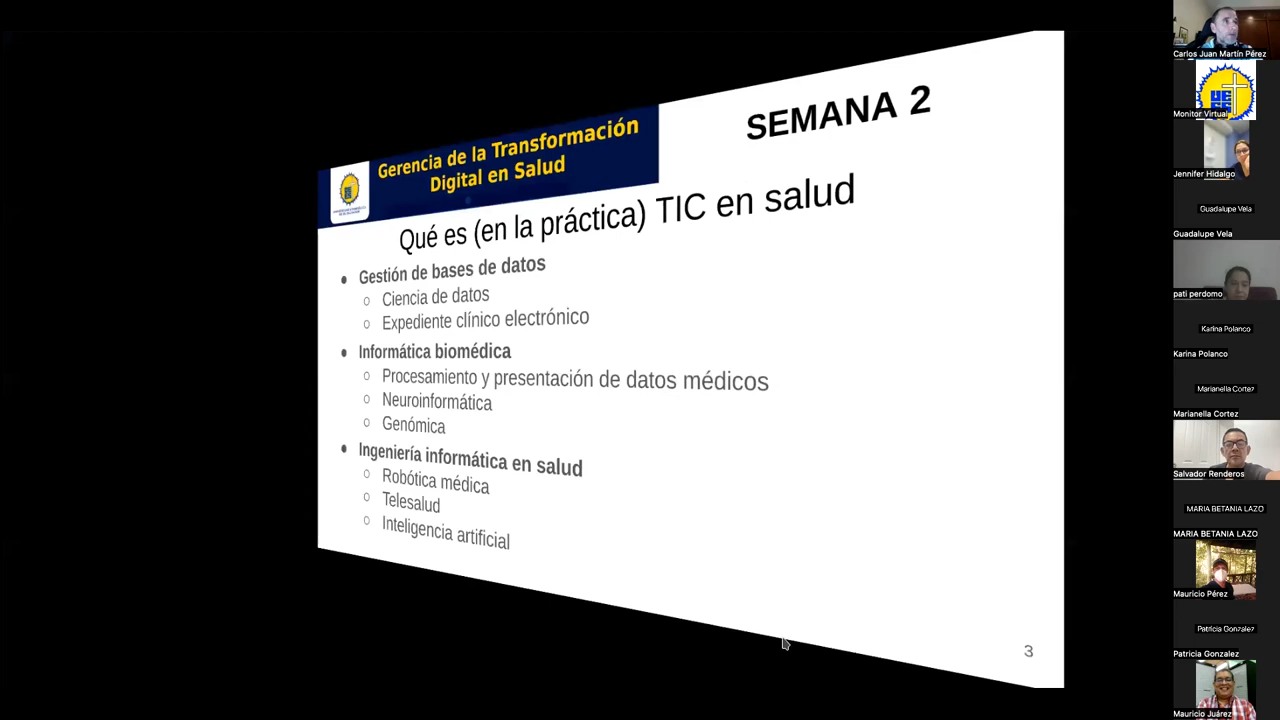 Gerencia de la Transformación
Digital en Salud
SEMANA 2
Qué es (en la práctica) TIC en salud
● Gestión de bases de datos
○ Ciencia de datos
○ Expediente clínico electrónico
● Informática biomédica
○ Procesamiento y presentación de datos médicos
○ Neuroinformática
○ Genómica
● Ingeniería informática en salud
○ Robótica médica
○ Telesalud
○ Inteligencia artificial
3
Carlos Juan Martín Pérez
Monitor Virtual
Jennifer Hidalgo
Guadalupe Vela
Guadalupe Vela
pati perdomo
Karina Polanco
Karina Polanco
Marianella Cortez
Marianella Cortez
Salvador Renderos
MARIA BETANIA LAZO
MARIA BETANIA LAZO
Mauricio Pérez
Patricia Gonzalez
Patricia Gonzalez
Mauricio Juárez